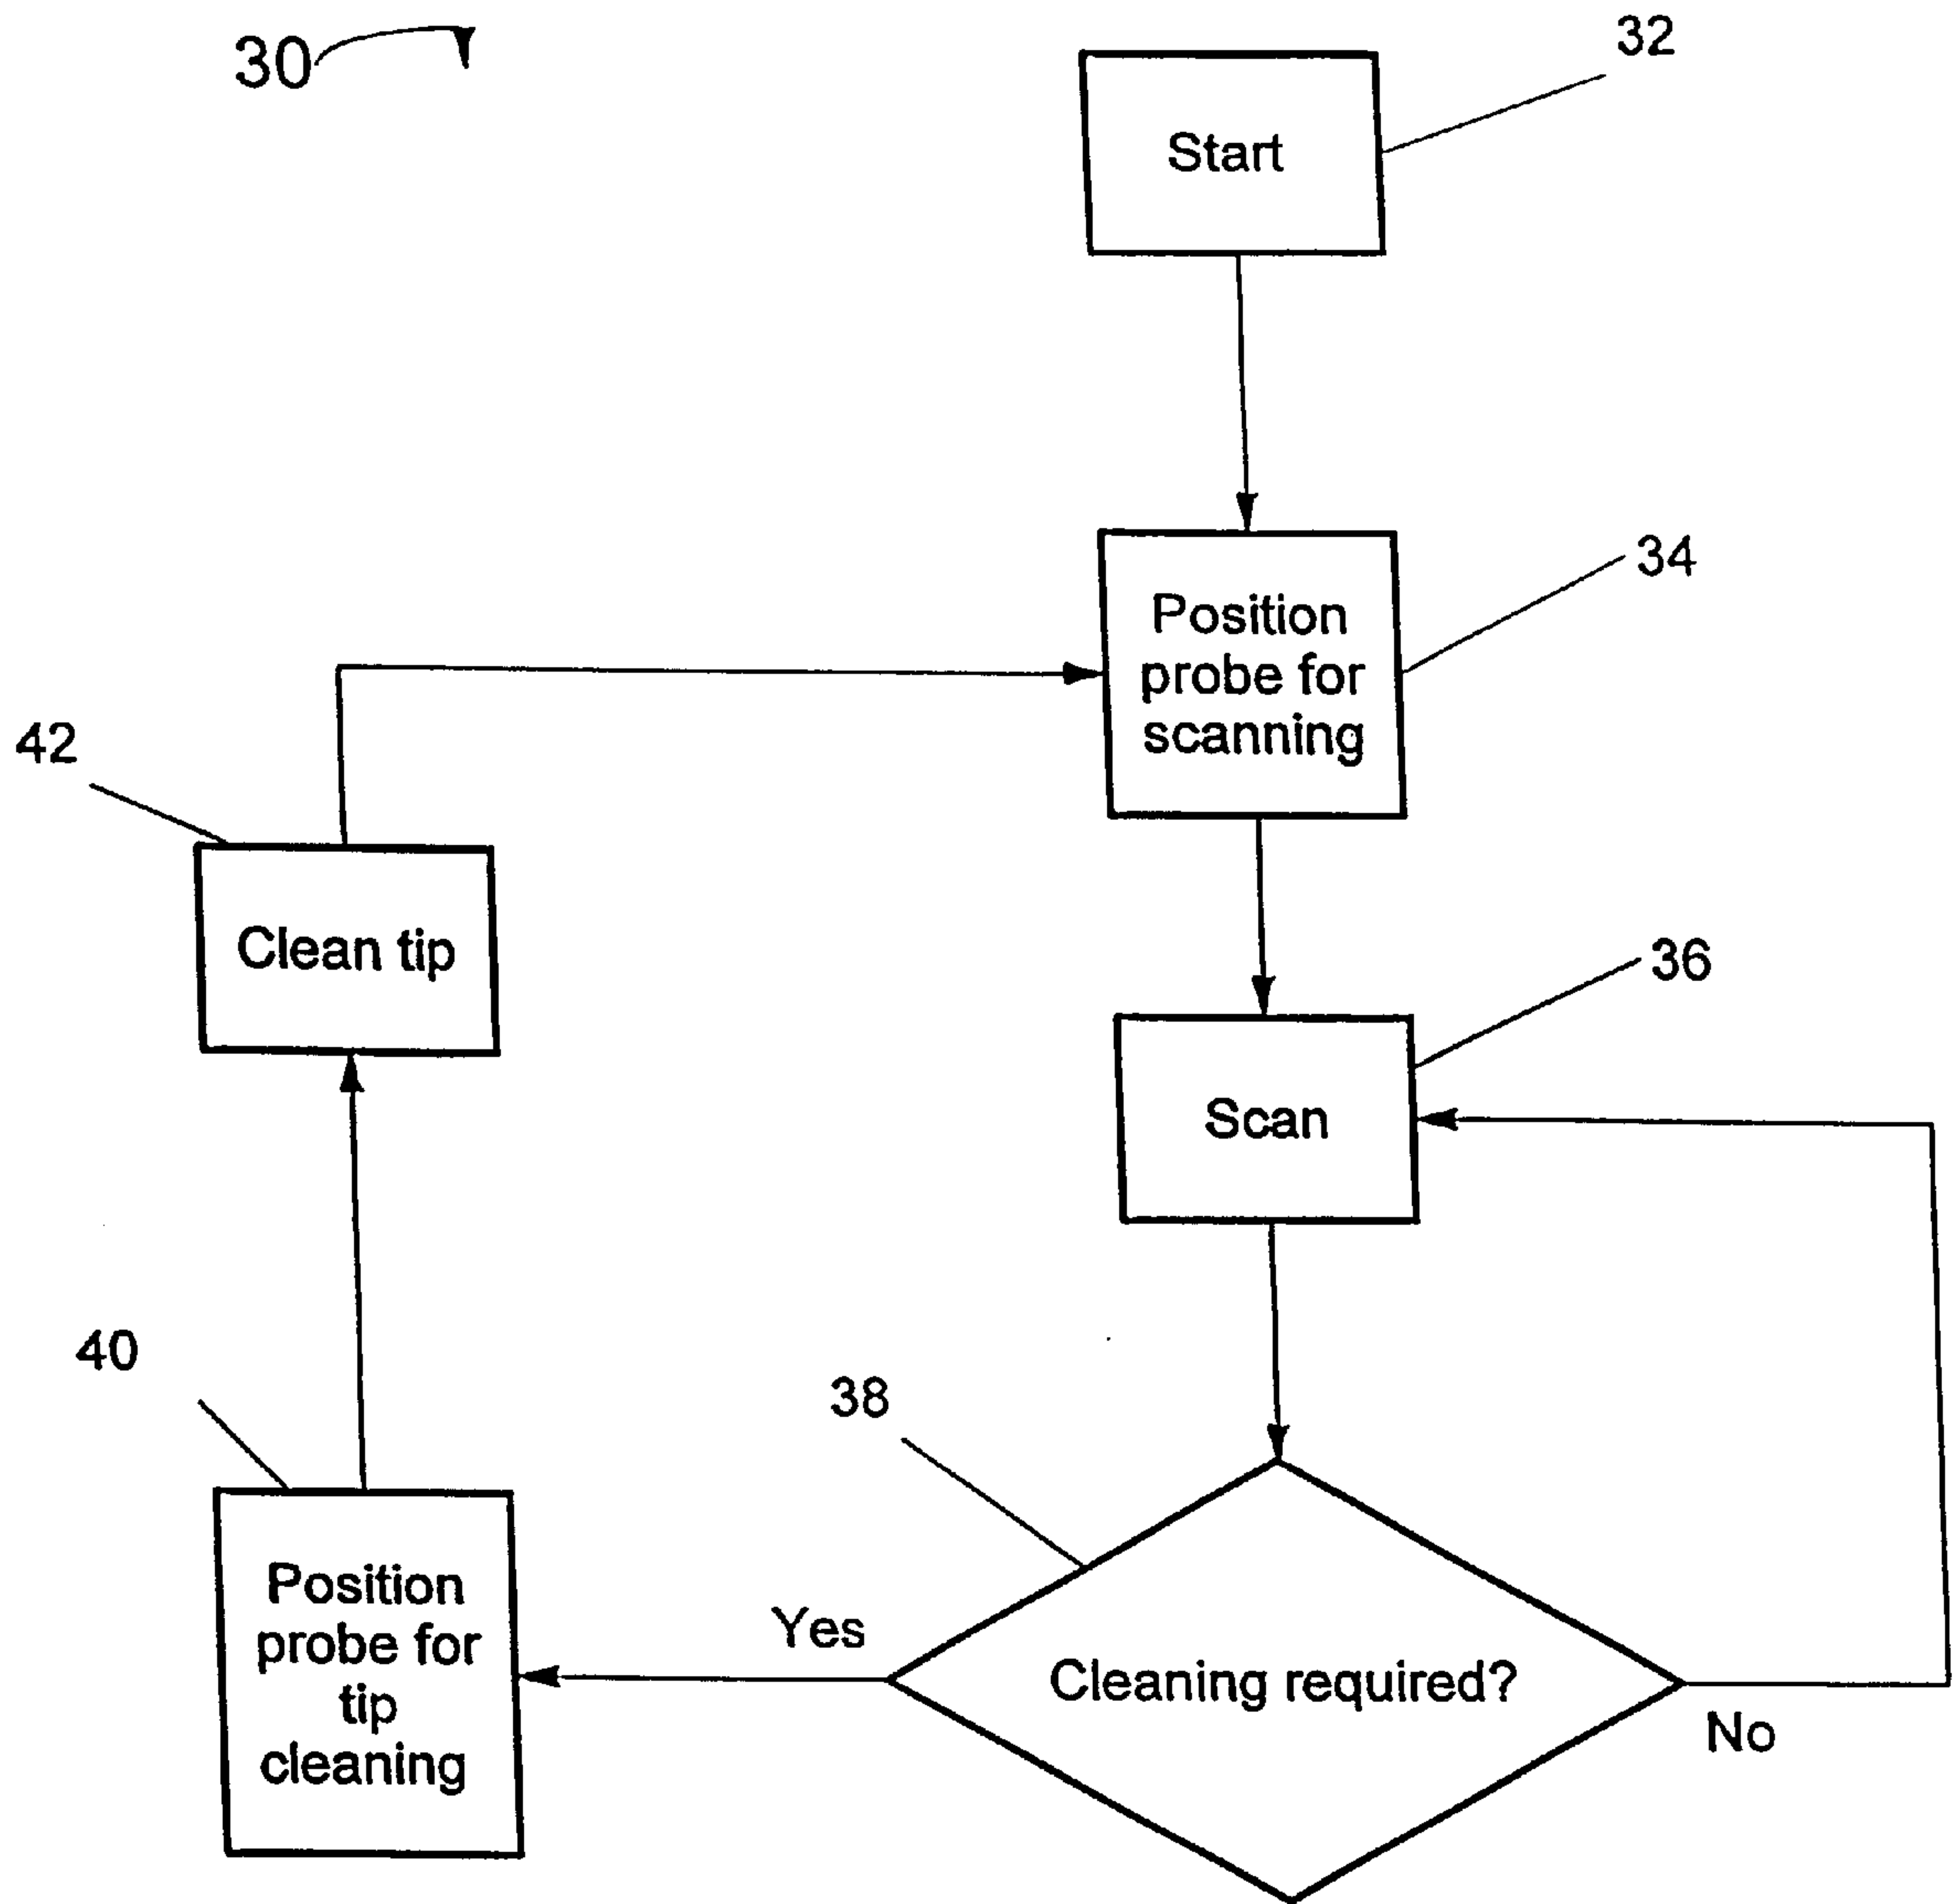 30
32
Start
34
Position
probe for
scanning
42
Clean tip
36
Scan
40
38
Position
probe for
tip
cleaning
Yes
Cleaning required?
No